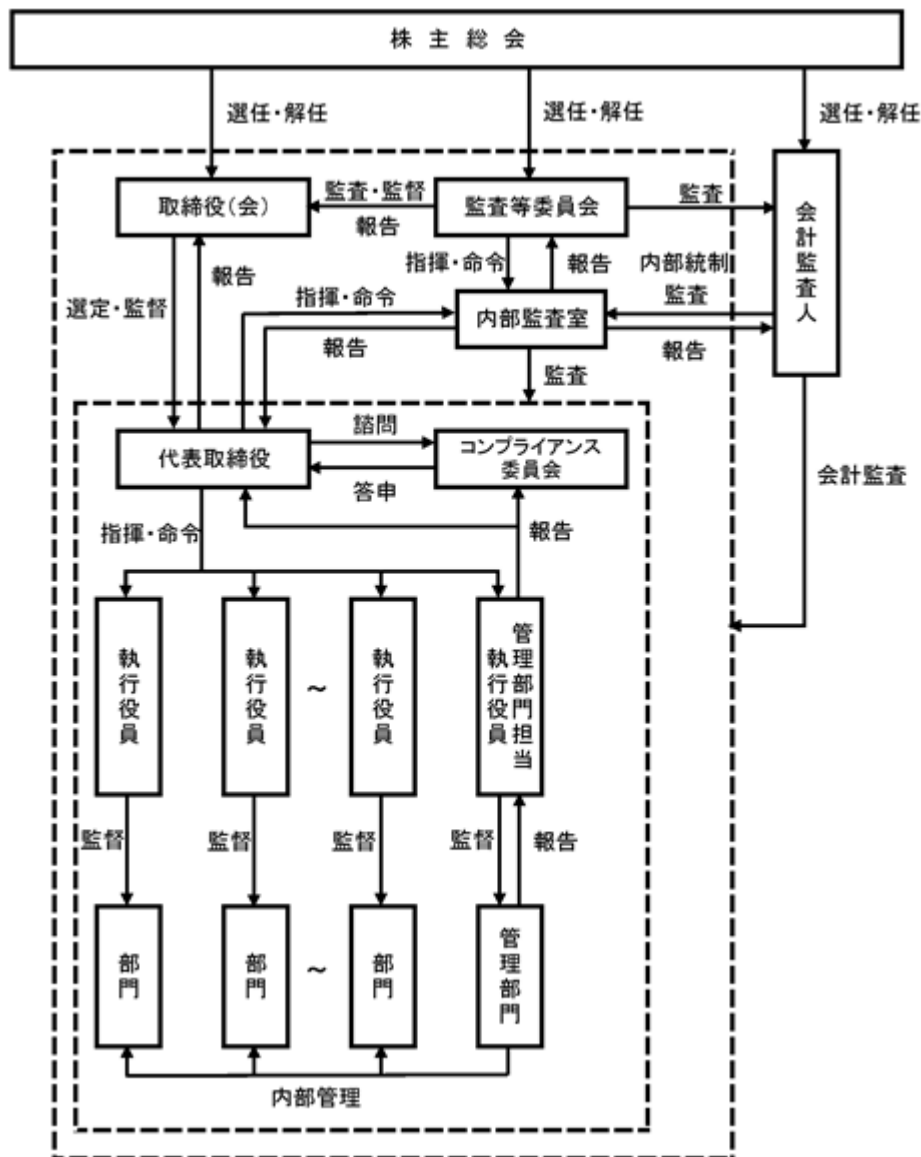 株主総会
選任・解任
選任・解任
選任・解任
取締役(会)
監査・監督
報告
監査等委員会
監査
会計監査人
指揮・命令
報告
内部統制
監査
報告
選定・監督
報告
指揮・命令
報告
内部監査室
監査
代表取締役
諮問
答申
コンプライアンス
委員会
会計監査
指揮・命令
報告
執行役員
執行役員
～
執行役員
管理部門担当
執行役員
監督
監督
監督
監督
報告
部門
部門
～
部門
管理部門
内部管理